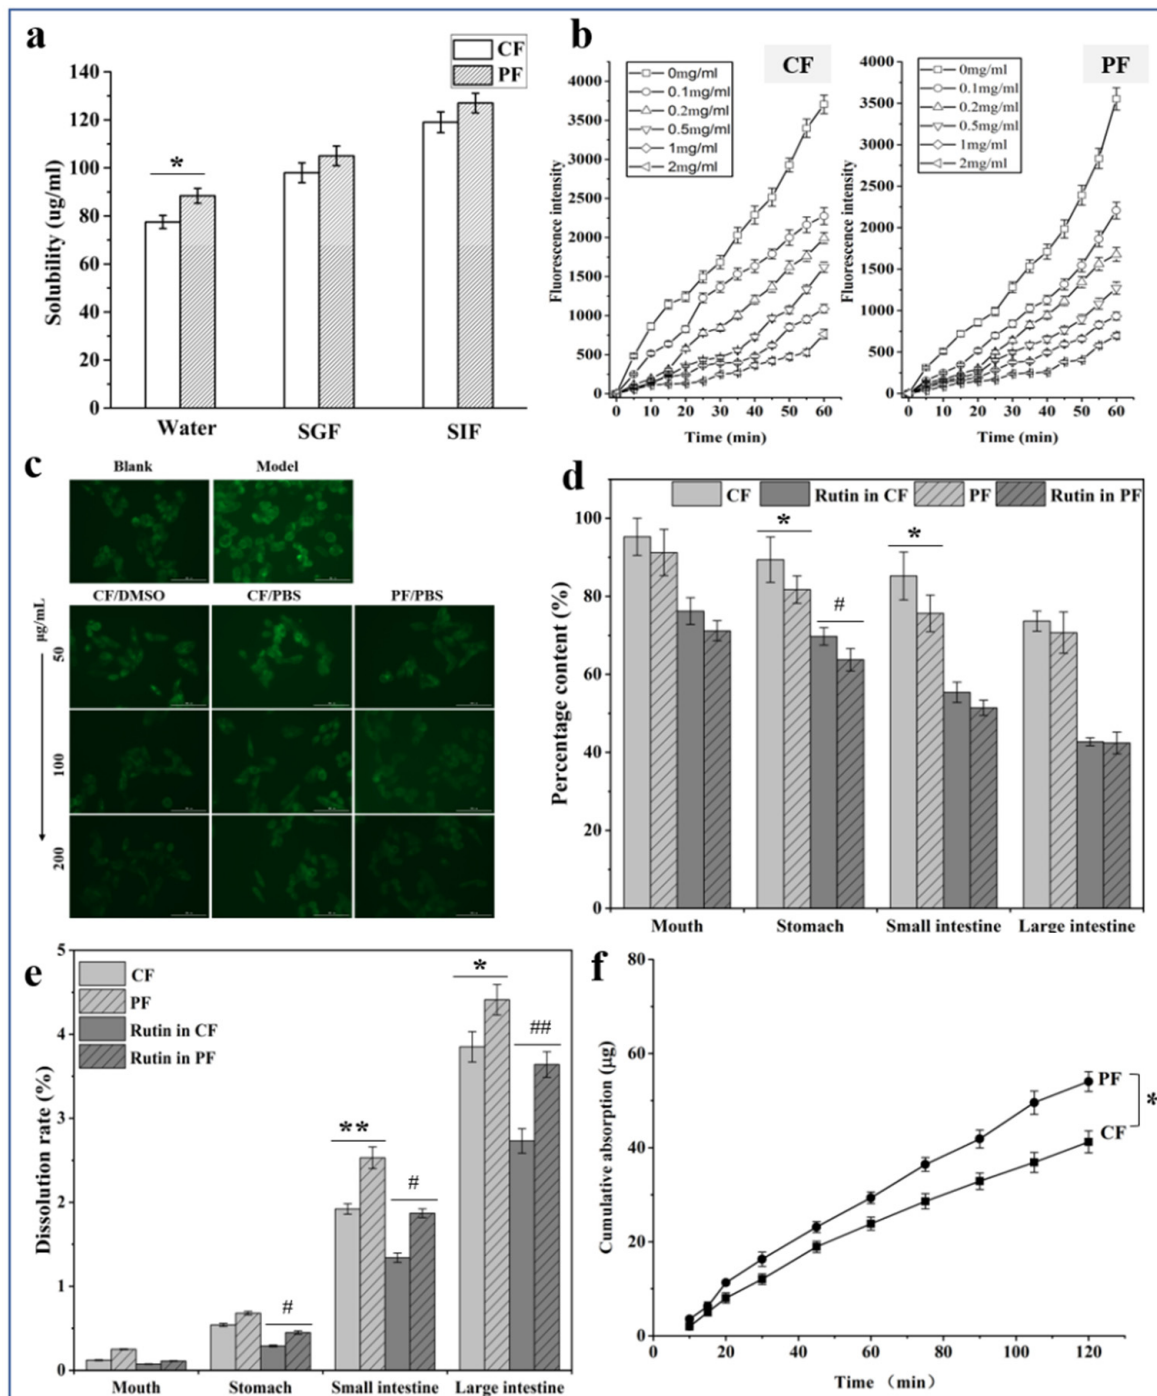 a
CF
PF
140
120
100
80
60
40
20
0
Solubility (ug/ml)
*
Water SGF SIF
b
CF
0mg/ml
0.1mg/ml
0.2mg/ml
0.5mg/ml
1mg/ml
2mg/ml
4000
3500
3000
2500
2000
1500
1000
500
0
Fluorescence intensity
0 10 20 30 40 50 60
Time (min)
PF
0mg/ml
0.1mg/ml
0.2mg/ml
0.5mg/ml
1mg/ml
2mg/ml
4000
3500
3000
2500
2000
1500
1000
500
0
Fluorescence intensity
0 10 20 30 40 50 60
Time (min)
c
Blank Model
CF/DMSO CF/PBS PF/PBS
µg/mL
50
100
200
d
CF Rutin in CF PF Rutin in PF
100
80
60
40
20
0
Percentage content (%)
* * #
Mouth Stomach Small intestine Large intestine
e
CF
PF
Rutin in CF
Rutin in PF
5
4
3
2
1
0
Dissolution rate (%)
# ** # * ##
Mouth Stomach Small intestine Large intestine
f
80
60
40
20
0
Cumulative absorption (µg)
PF
CF
*
0 20 40 60 80 100 120
Time （min）